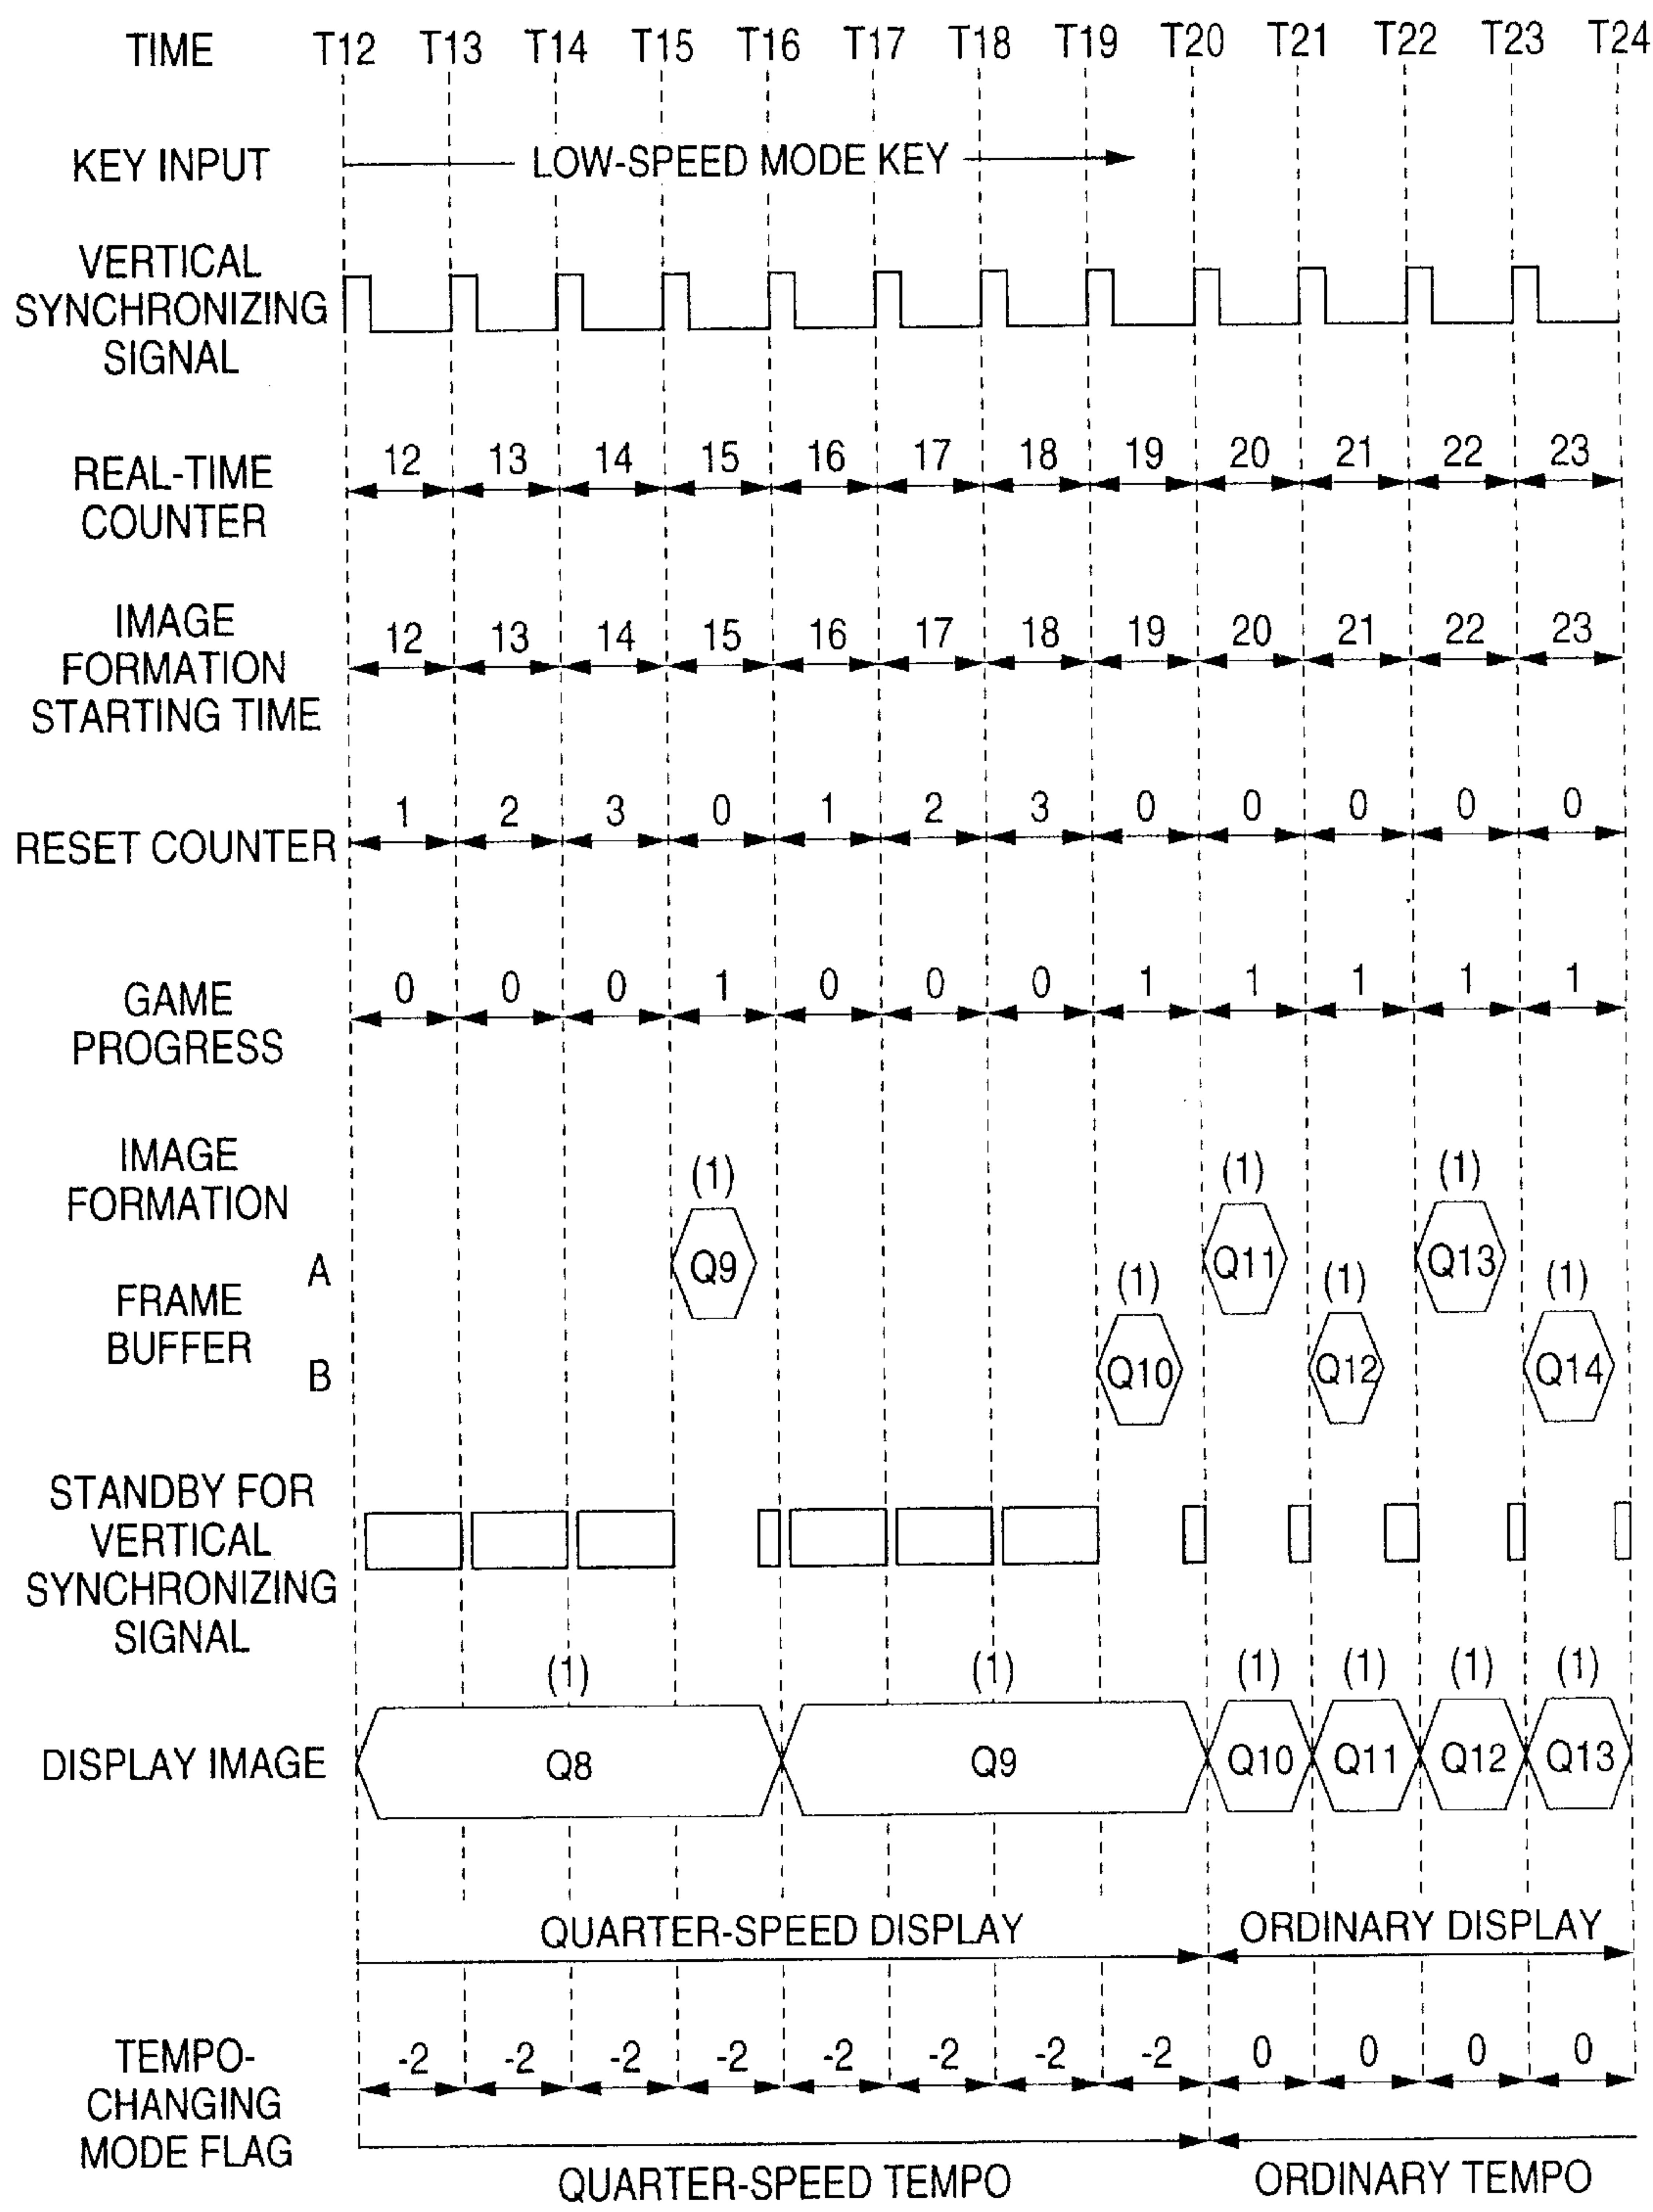 TIME T12 T13 T14 T15 T16 T17 T18 T19 T20 T21 T22 T23 T24
KEY INPUT LOW-SPEED MODE KEY
VERTICAL
SYNCHRONIZING
SIGNAL
12 13 14 15 16 17 18 19 20 21 22 23
REAL-TIME
COUNTER
IMAGE
12 13 14 15 16 17 18 19 20 21 22 23
FORMATION
STARTING TIME
1 2 3 0 1 2 3 0 0 0 0 0
RESET COUNTER
0 0 0 1 0 0 0 1 1 1 1 1
GAME
PROGRESS
IMAGE
FORMATION
(1) (1) (1)
A Q9 Q11 Q13
FRAME
BUFFER
(1) (1) (1)
B Q10 Q12 Q14
STANDBY FOR
VERTICAL
SYNCHRONIZING
SIGNAL
(1) (1) (1) (1) (1) (1)
DISPLAY IMAGE Q8 Q9 Q10 Q11 Q12 Q13
QUARTER-SPEED DISPLAY ORDINARY DISPLAY
TEMPO-
-2 -2 -2 -2 -2 -2 -2 -2 0 0 0 0
CHANGING
MODE FLAG
QUARTER-SPEED TEMPO ORDINARY TEMPO